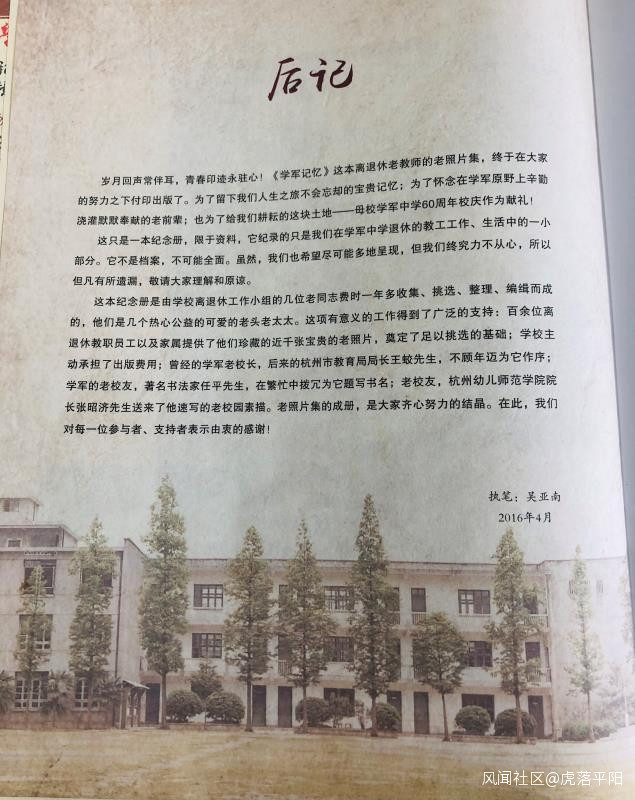 后记
岁月回声常伴耳，青春印迹永驻心！《学军记忆》这本离退休老教师的老照片集，终于在大家
的努力之下付印出版了。为了留下我们人生之旅不会忘却的宝贵记忆；为了怀念在学军原野上辛勤
浇灌默默奉献的老前辈；也为了给我们耕耘的这块土地——母校学军中学60周年校庆作为献礼！
这只是一本纪念册，限于资料，它纪录的只是我们在学军中学退休的教工工作、生活中的一小
部分。它不是档案，不可能全面。虽然，我们也希望尽可能多地呈现，但我们终究力不从心，所以
但凡有所遗漏，敬请大家理解和原谅。
这本纪念册是由学校离退休工作小组的几位老同志费时一年多收集、挑选、整理、编缉而成
的，他们是几个热心公益的可爱的老头老太太。这项有意义的工作得到了广泛的支持：百余位离
退休教职员工以及家属提供了他们珍藏的近千张宝贵的老照片，奠定了足以挑选的基础；学校主
动承担了出版费用；曾经的学军老校长，后来的杭州市教育局局长王蛟先生，不顾年迈为它作序；
学军的老校友，著名书法家任平先生，在繁忙中拨冗为它题写书名；老校友，杭州幼儿师范学院院
长张昭济先生送来了他速写的老校园素描。老照片集的成册，是大家齐心努力的结晶。在此，我们
对每一位参与者、支持者表示由衷的感谢！
执笔：吴亚南
2016年4月
风闻社区@虎落平阳